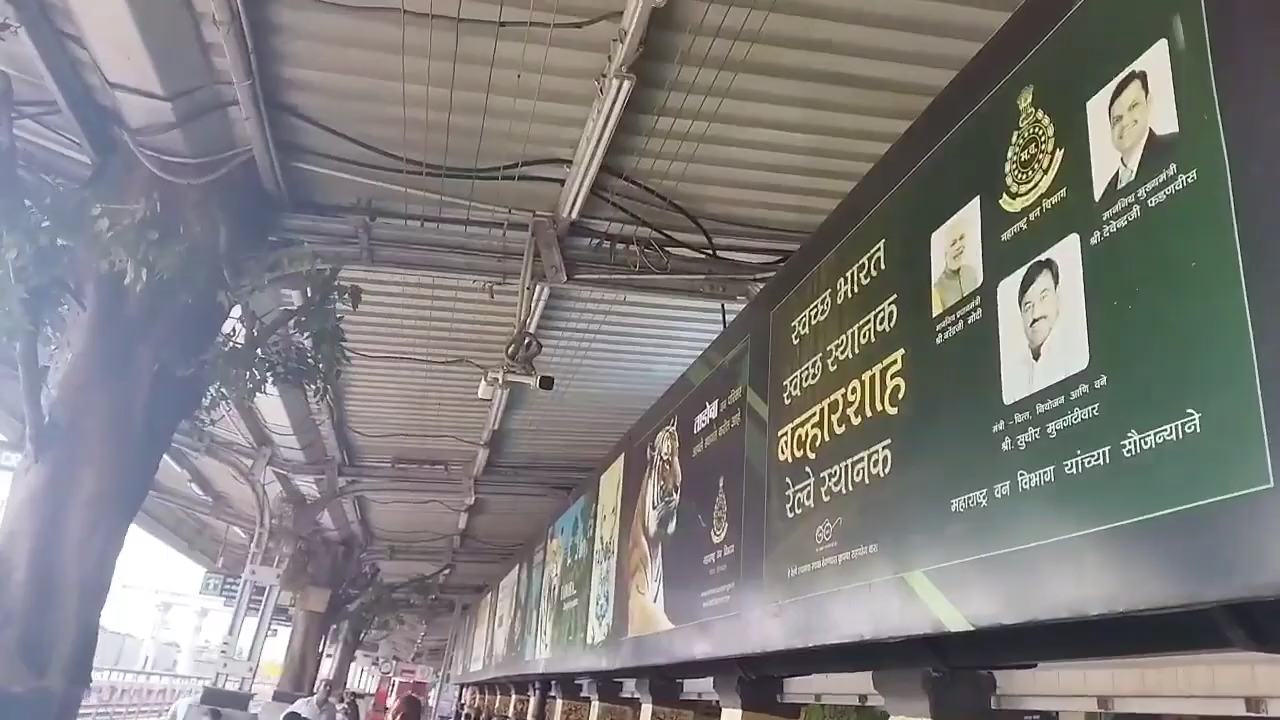 स्वच्छ भारत
स्वच्छ स्थानक
बल्हारशाह
रेल्वे स्थानक
म.व.
महाराष्ट्र वन विभाग
माननिय मुख्यमंत्री
श्री.देवेन्द्रजी फडणवीस
माननिय प्रधानमंत्री
श्री.नरेंद्रजी मोदी
मंत्री - वित्त, नियोजन आणि वने
श्री. सुधीर मुनगंटीवार
महाराष्ट्र वन विभाग यांच्या सौजन्याने
ताडोबा
महाराष्ट्र वन विभाग